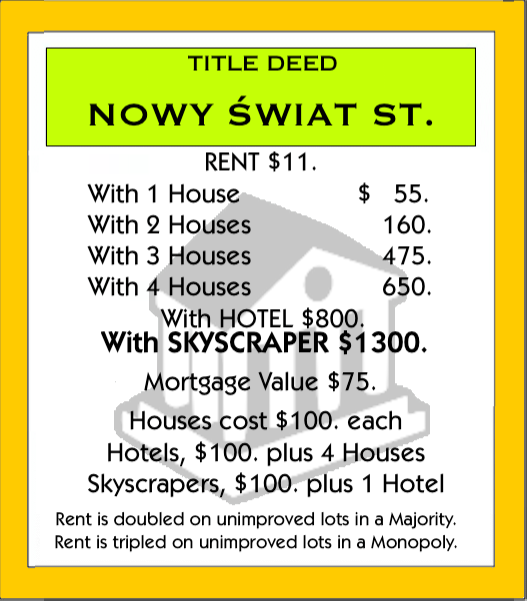 TITLE DEED
NOWY ŚWIAT ST.
RENT $11.
With 1 House $ 55.
With 2 Houses 160.
With 3 Houses 475.
With 4 Houses 650.
With HOTEL $800.
With SKYSCRAPER $1300.
Mortgage Value $75.
Houses cost $100. each
Hotels, $100. plus 4 Houses
Skyscrapers, $100. plus 1 Hotel
Rent is doubled on unimproved lots in a Majority.
Rent is tripled on unimproved lots in a Monopoly.